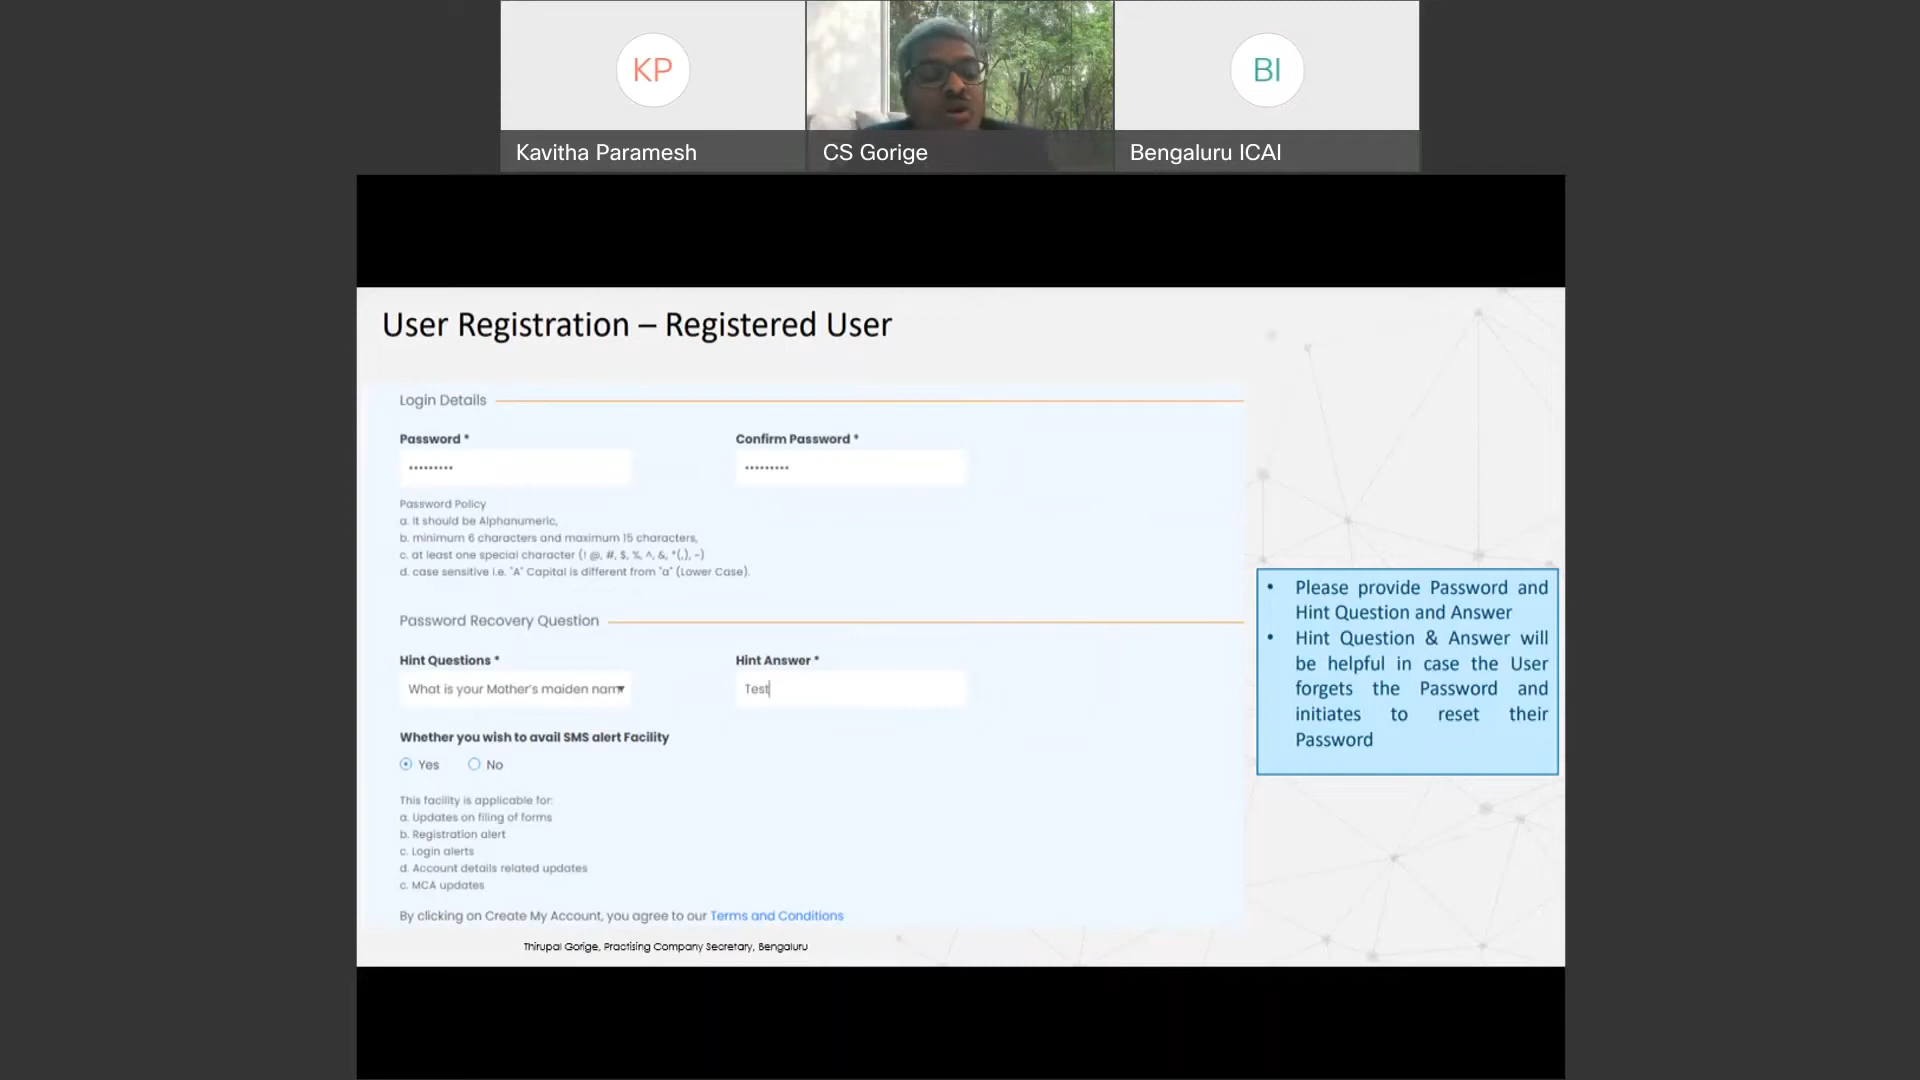 KP
BI
Kavitha Paramesh
CS Gorige
Bengaluru ICAI
User Registration – Registered User
Login Details
Password *
Confirm Password *
•••••••••
•••••••••
Password Policy
a. It should be Alphanumeric,
b. minimum 6 characters and maximum 15 characters,
c. at least one special character (! @, #, $, %, ^, &, *(,), ~)
d. case sensitive i.e. "A" Capital is different from "a" (Lower Case).
Password Recovery Question
Hint Questions *
Hint Answer *
What is your Mother's maiden nam
Test
Whether you wish to avail SMS alert Facility
Yes
No
This facility is applicable for:
a. Updates on filing of forms
b. Registration alert
c. Login alerts
d. Account details related updates
c. MCA updates
By clicking on Create My Account, you agree to our Terms and Conditions
• Please provide Password and
Hint Question and Answer
• Hint Question & Answer will
be helpful in case the User
forgets the Password and
initiates to reset their
Password
Thirupal Gorige, Practising Company Secretary, Bengaluru